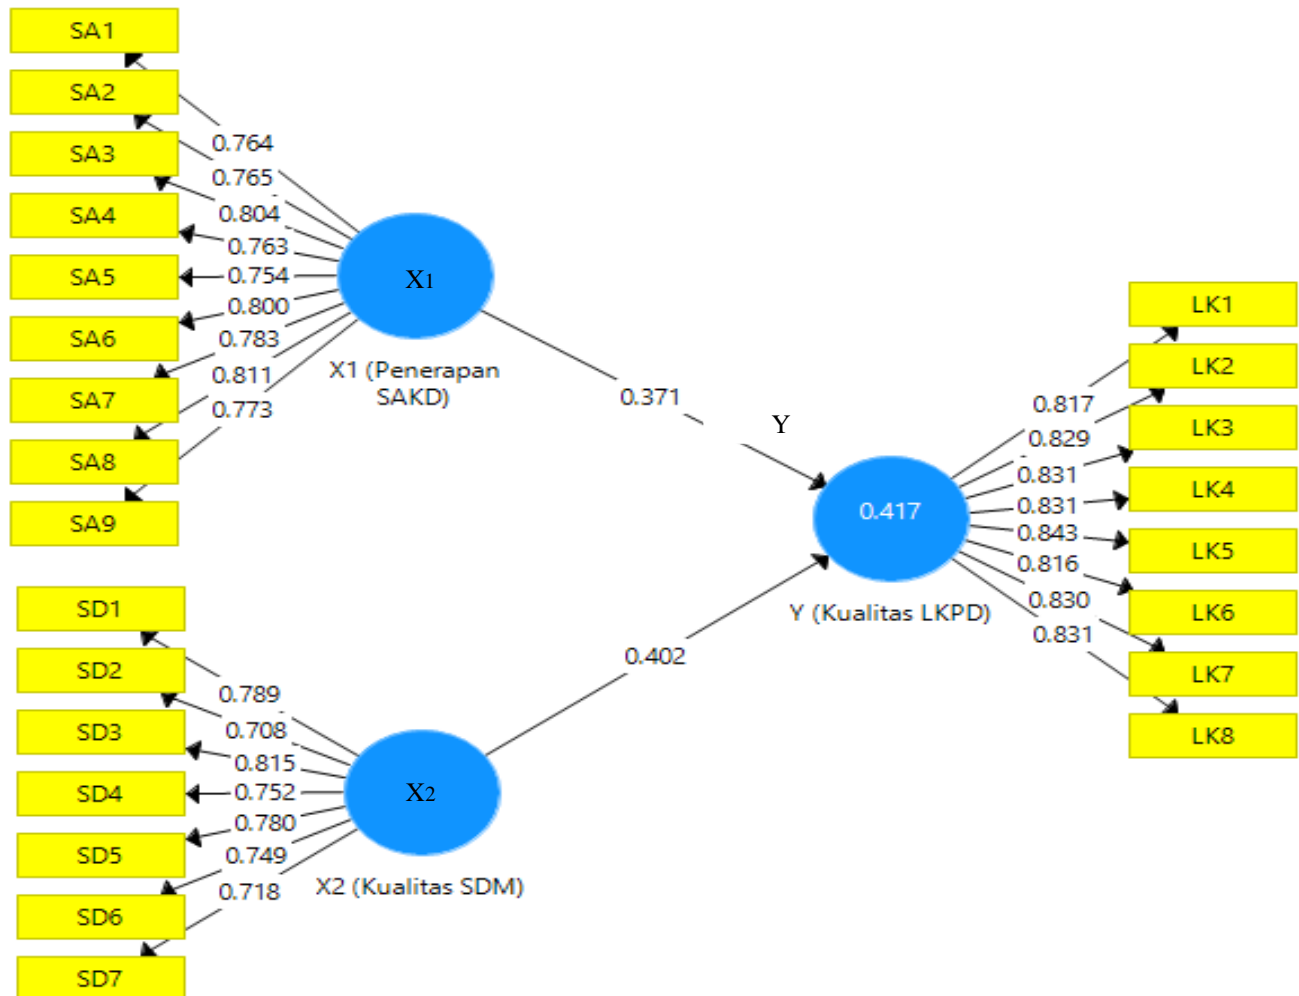 SA1
SA2
SA3
SA4
SA5
SA6
SA7
SA8
SA9
0.764
0.765
0.804
0.763
0.754
0.800
0.783
0.811
0.773
X1
X1 (Penerapan
SAKD)
0.371
Y
SD1
SD2
SD3
SD4
SD5
SD6
SD7
0.789
0.708
0.815
0.752
0.780
0.749
0.718
X2
X2 (Kualitas SDM)
0.402
0.417
Y (Kualitas LKPD)
0.817
0.829
0.831
0.831
0.843
0.816
0.830
0.831
LK1
LK2
LK3
LK4
LK5
LK6
LK7
LK8